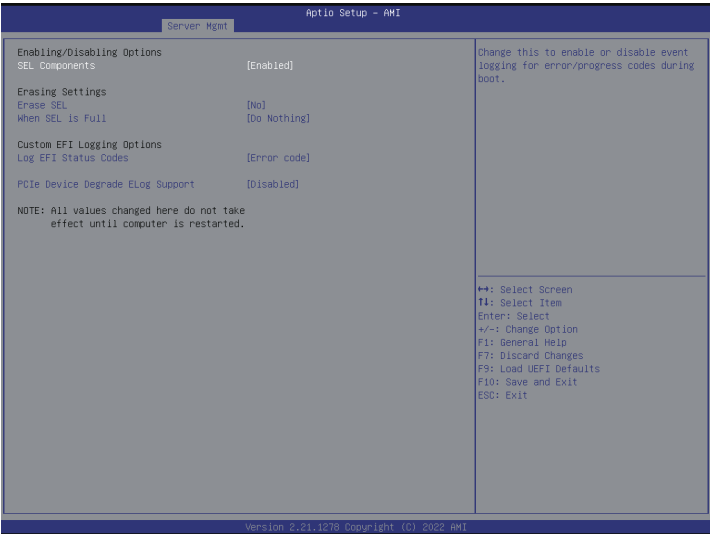 Aptio Setup – AMI
Server Mgmt
Enabling/Disabling Options
SEL Components [Enabled]
Erasing Settings
Erase SEL [No]
When SEL is Full [Do Nothing]
Custom EFI Logging Options
Log EFI Status Codes [Error code]
PCIe Device Degrade ELog Support [Disabled]
NOTE: All values changed here do not take
effect until computer is restarted.
Change this to enable or disable event
logging for error/progress codes during
boot.
↔: Select Screen
↑↓: Select Item
Enter: Select
+/-: Change Option
F1: General Help
F7: Discard Changes
F9: Load UEFI Defaults
F10: Save and Exit
ESC: Exit
Version 2.21.1278 Copyright (C) 2022 AMI